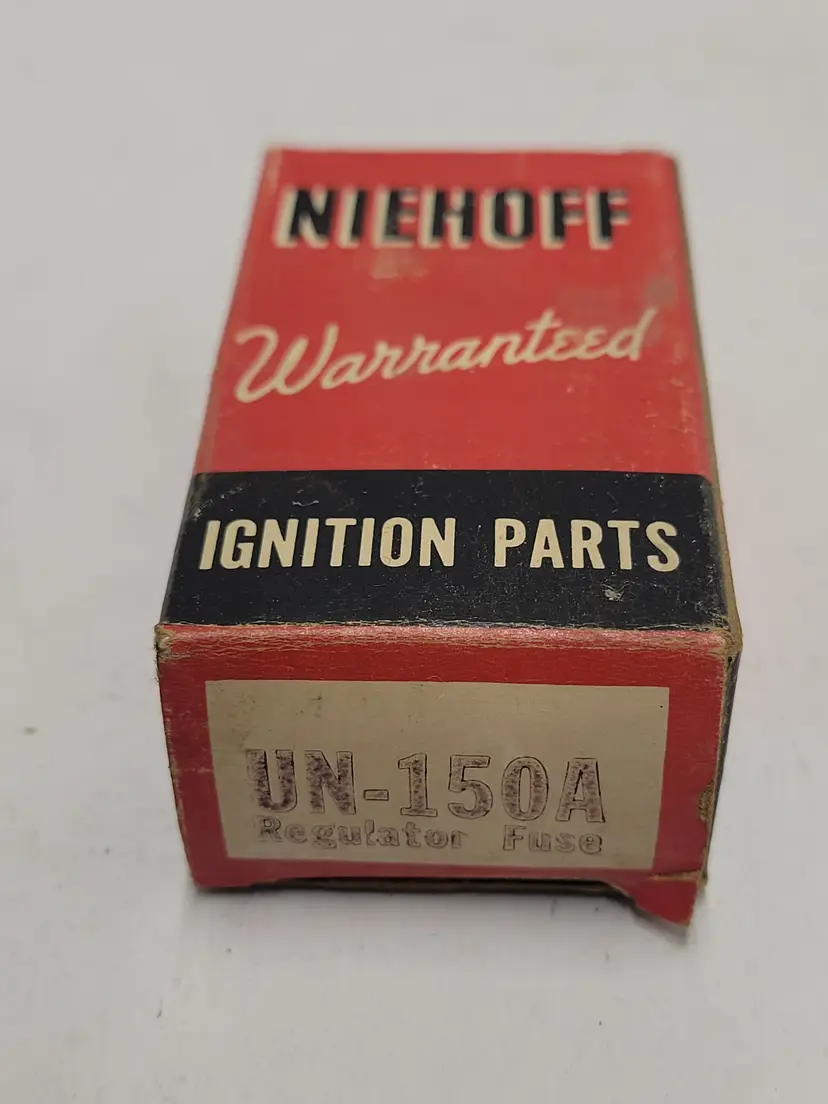 NIEHOFF
Warranteed
IGNITION PARTS
UN-150A
Regulator Fuse